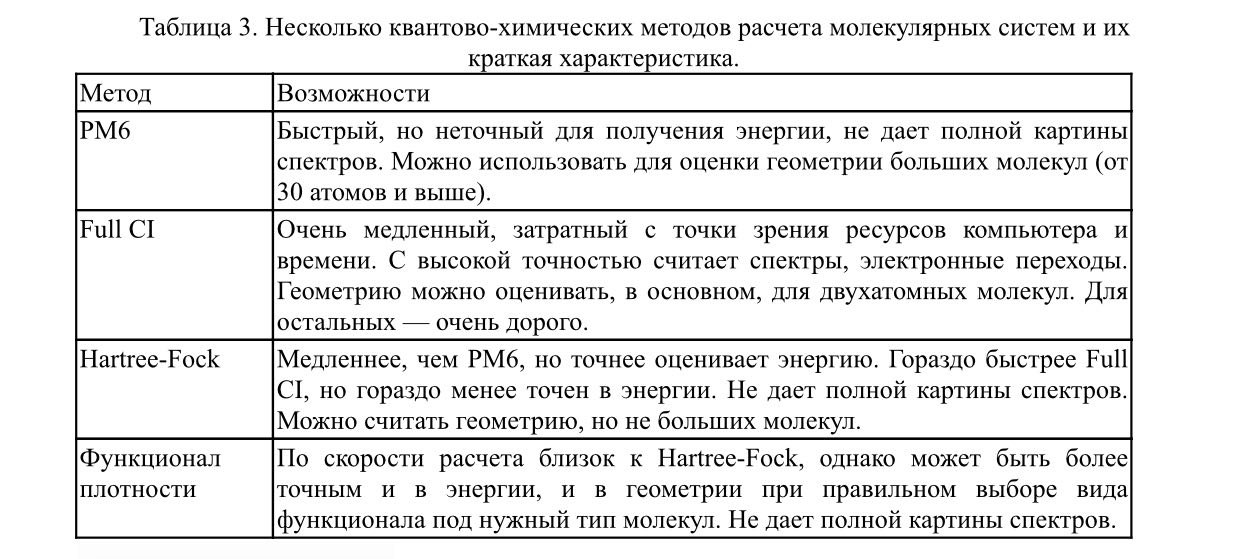 Таблица 3. Несколько квантово-химических методов расчета молекулярных систем и их
краткая характеристика.
Метод
Возможности
PM6
Быстрый, но неточный для получения энергии, не дает полной картины
спектров. Можно использовать для оценки геометрии больших молекул (от
30 атомов и выше).
Full CI
Очень медленный, затратный с точки зрения ресурсов компьютера и
времени. С высокой точностью считает спектры, электронные переходы.
Геометрию можно оценивать, в основном, для двухатомных молекул. Для
остальных — очень дорого.
Hartree-Fock
Медленнее, чем PM6, но точнее оценивает энергию. Гораздо быстрее Full
CI, но гораздо менее точен в энергии. Не дает полной картины спектров.
Можно считать геометрию, но не больших молекул.
Функционал
плотности
По скорости расчета близок к Hartree-Fock, однако может быть более
точным и в энергии, и в геометрии при правильном выборе вида
функционала под нужный тип молекул. Не дает полной картины спектров.